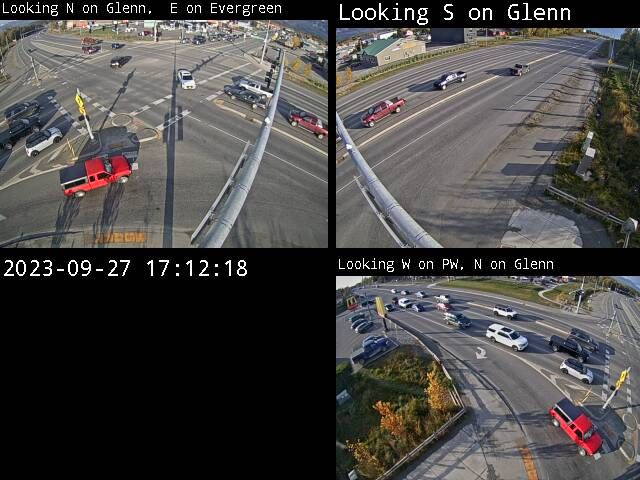 Looking N on Glenn,  E on Evergreen
Looking S on Glenn
2023-09-27 17:12:18
Looking W on PW, N on Glenn